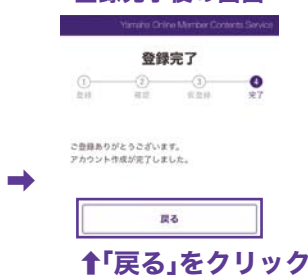 登録完了後の画面
Yamaha Online Member Contents Service
登録完了
1 2 3 4
登録 確認 仮登録 完了
ご登録ありがとうございます。
アカウント作成が完了しました。
➡
戻る
⬆「戻る」をクリック